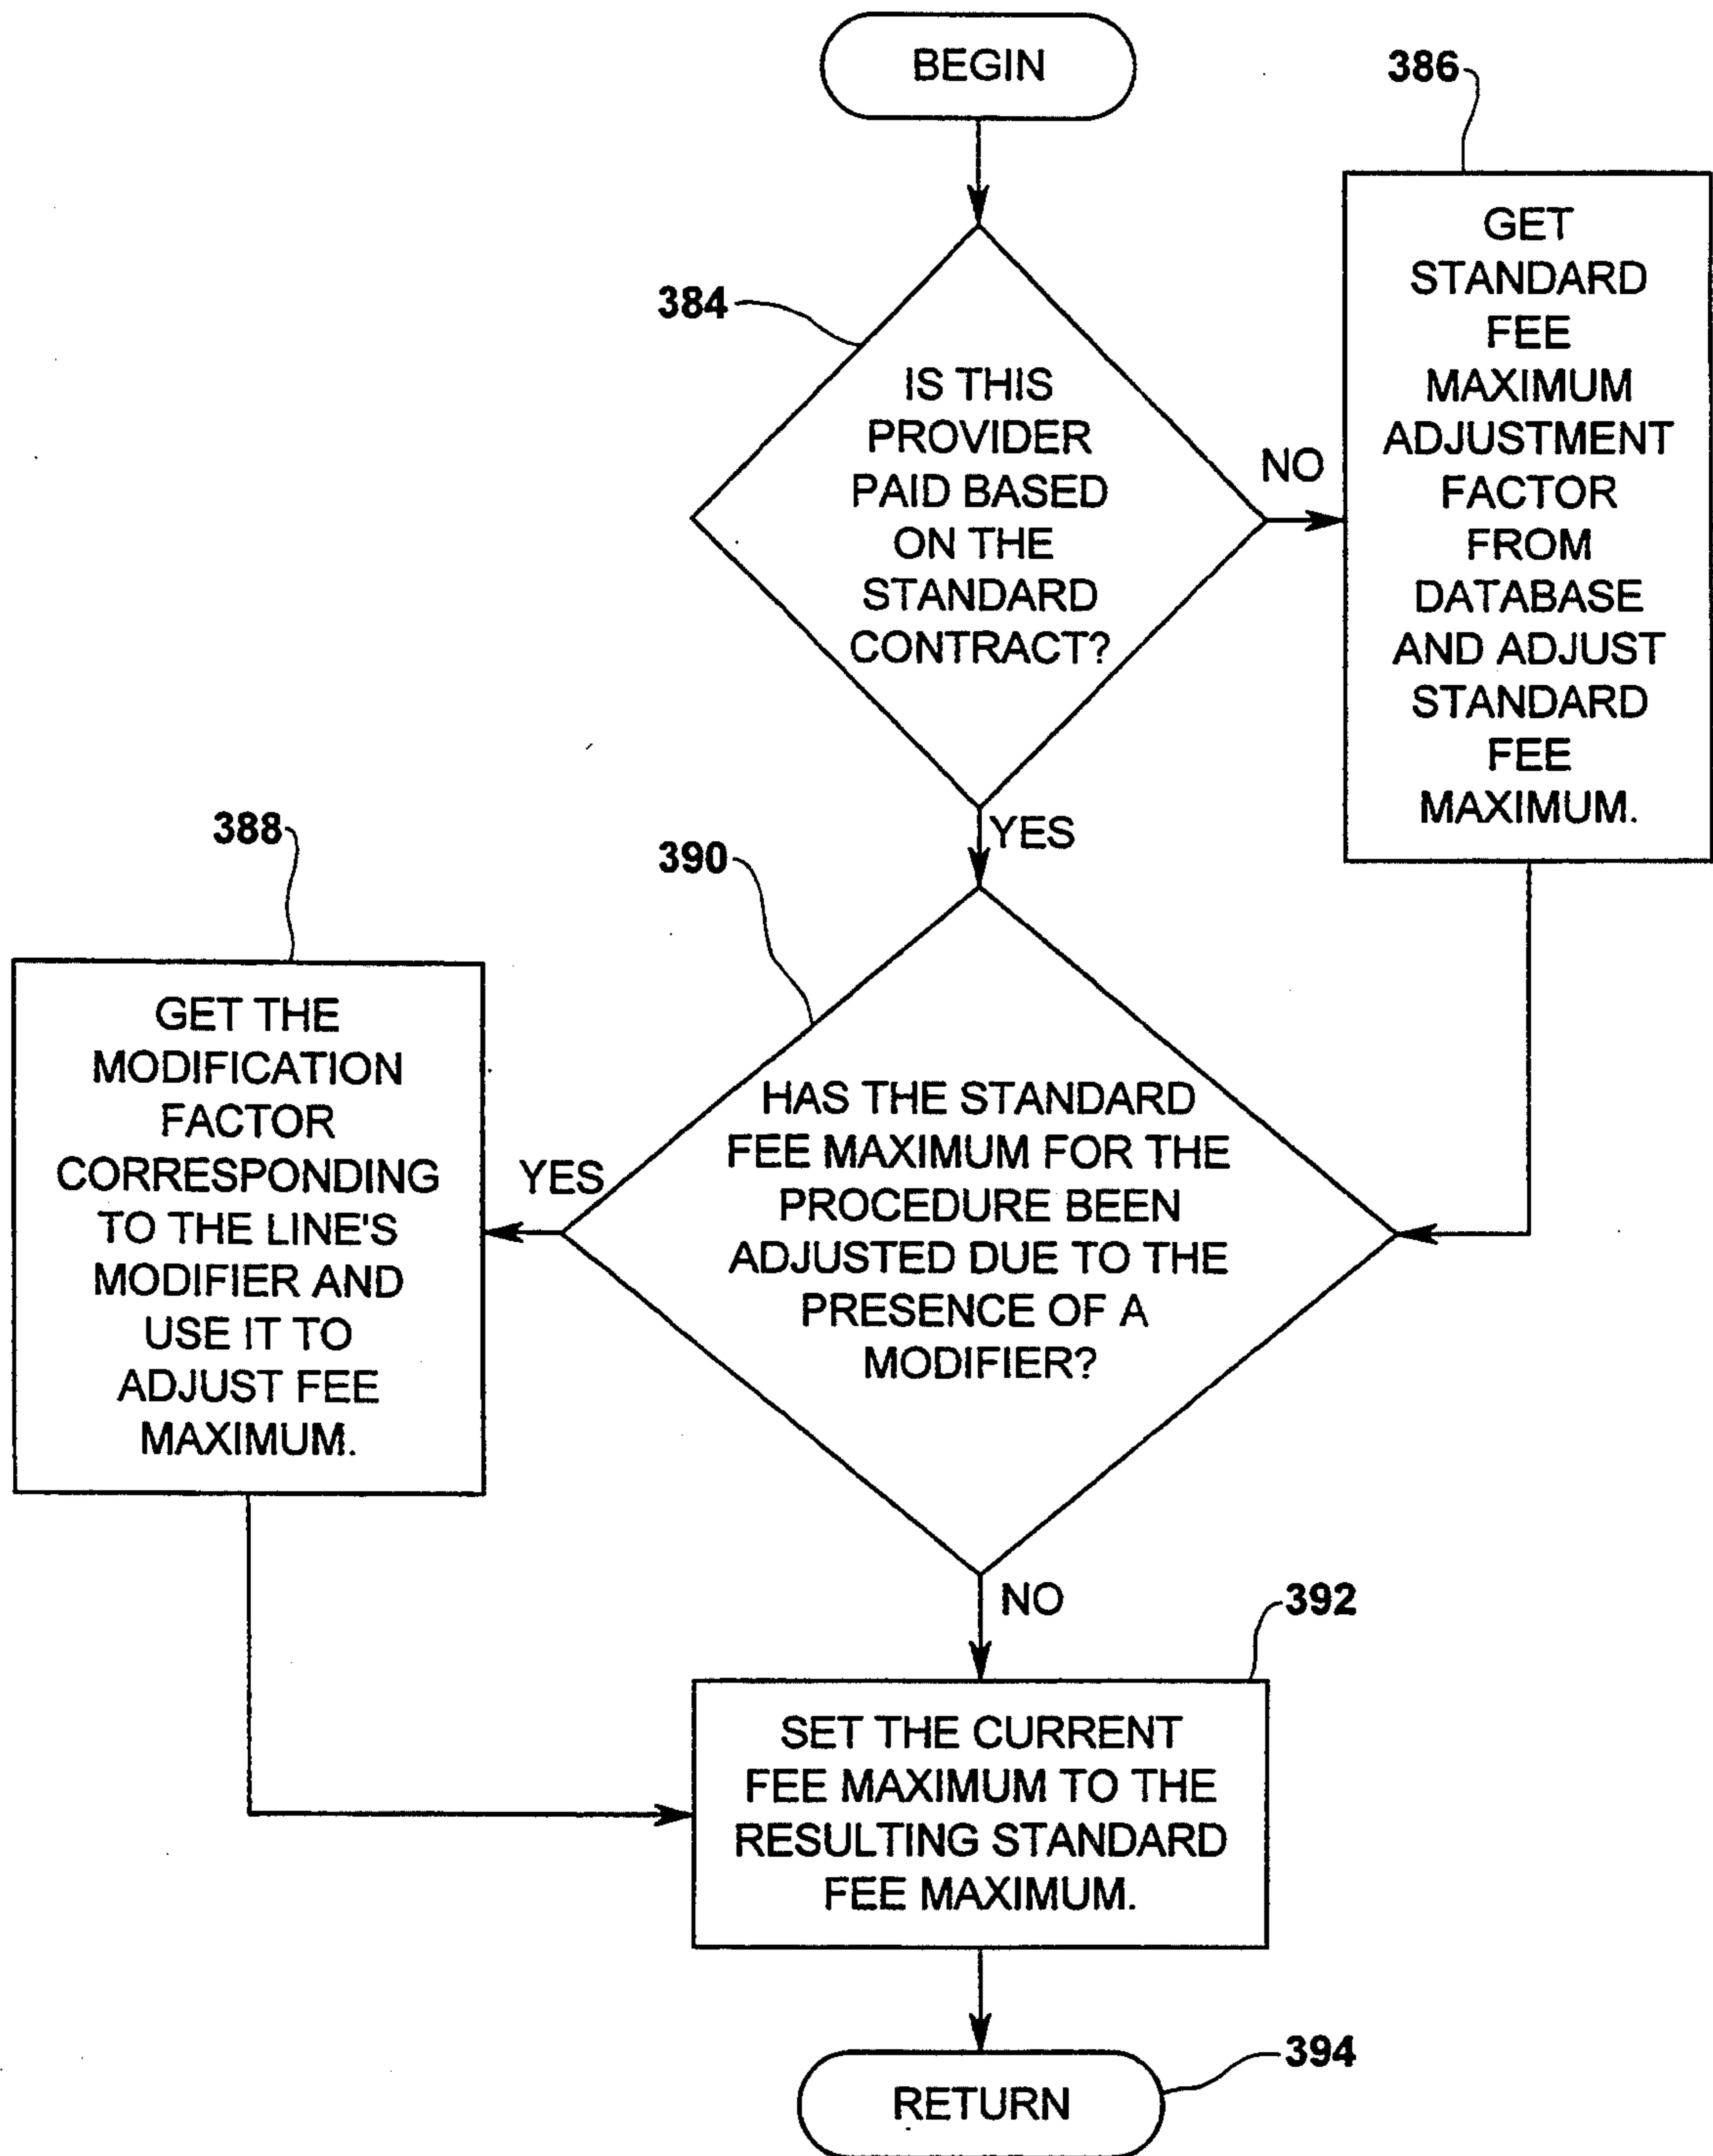 BEGIN
386
GET
STANDARD
FEE
MAXIMUM
ADJUSTMENT
FACTOR
FROM
DATABASE
AND ADJUST
STANDARD
FEE
MAXIMUM.
384
IS THIS
PROVIDER
PAID BASED
ON THE
STANDARD
CONTRACT?
NO
YES
388
GET THE
MODIFICATION
FACTOR
CORRESPONDING
TO THE LINE'S
MODIFIER AND
USE IT TO
ADJUST FEE
MAXIMUM.
390
HAS THE STANDARD
FEE MAXIMUM FOR THE
PROCEDURE BEEN
ADJUSTED DUE TO THE
PRESENCE OF A
MODIFIER?
YES
NO
392
SET THE CURRENT
FEE MAXIMUM TO THE
RESULTING STANDARD
FEE MAXIMUM.
394
RETURN